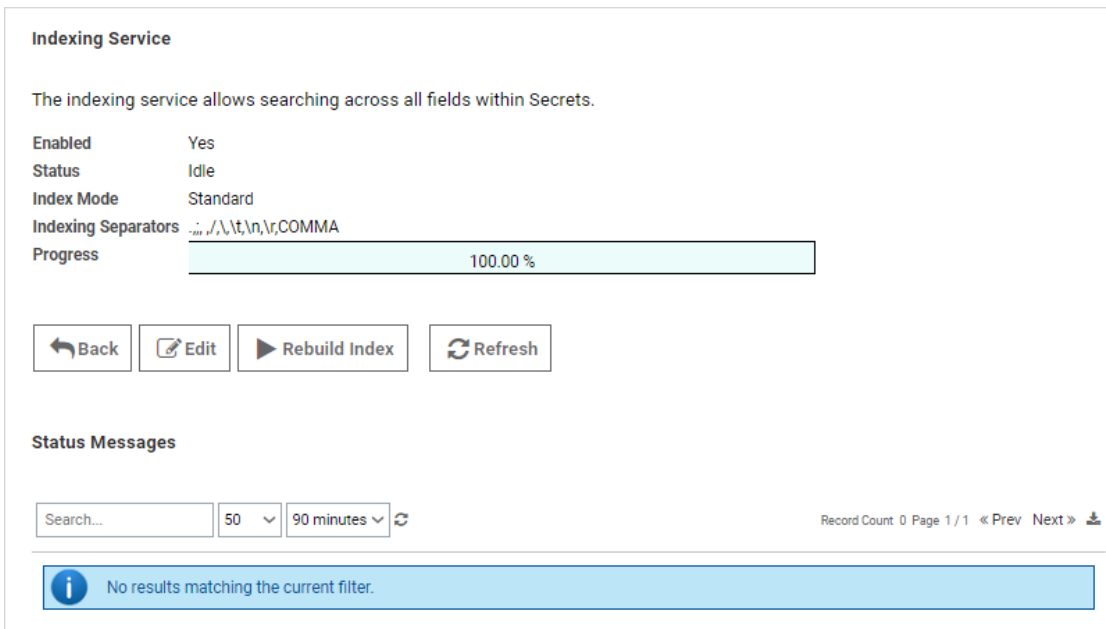 Indexing Service
The indexing service allows searching across all fields within Secrets.
Enabled Yes
Status Idle
Index Mode Standard
Indexing Separators .,;, ,/,\,\t,\n,\r,COMMA
Progress 100.00 %
Back Edit Rebuild Index Refresh
Status Messages
Search... 50 90 minutes Record Count 0 Page 1 / 1 « Prev Next »
No results matching the current filter.